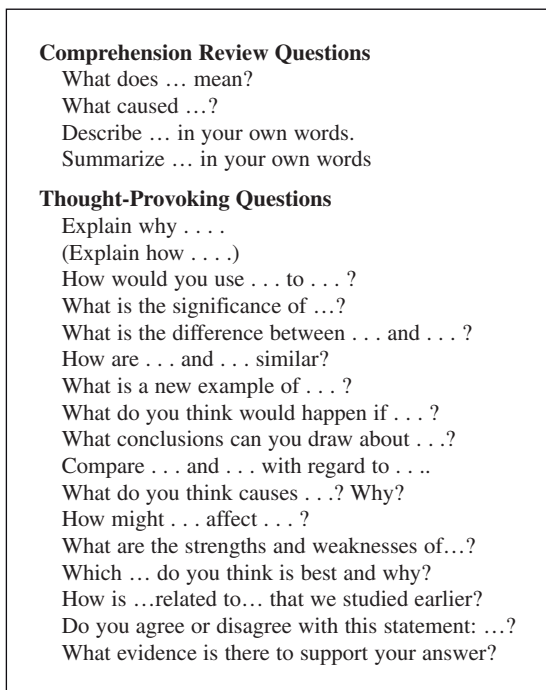 Comprehension Review Questions
What does … mean?
What caused …?
Describe … in your own words.
Summarize … in your own words
Thought-Provoking Questions
Explain why . . . .
(Explain how . . . .)
How would you use . . . to . . . ?
What is the significance of …?
What is the difference between . . . and . . . ?
How are . . . and . . . similar?
What is a new example of . . . ?
What do you think would happen if . . . ?
What conclusions can you draw about . . .?
Compare . . . and . . . with regard to . . ..
What do you think causes . . .? Why?
How might . . . affect . . . ?
What are the strengths and weaknesses of…?
Which … do you think is best and why?
How is …related to… that we studied earlier?
Do you agree or disagree with this statement: …?
What evidence is there to support your answer?